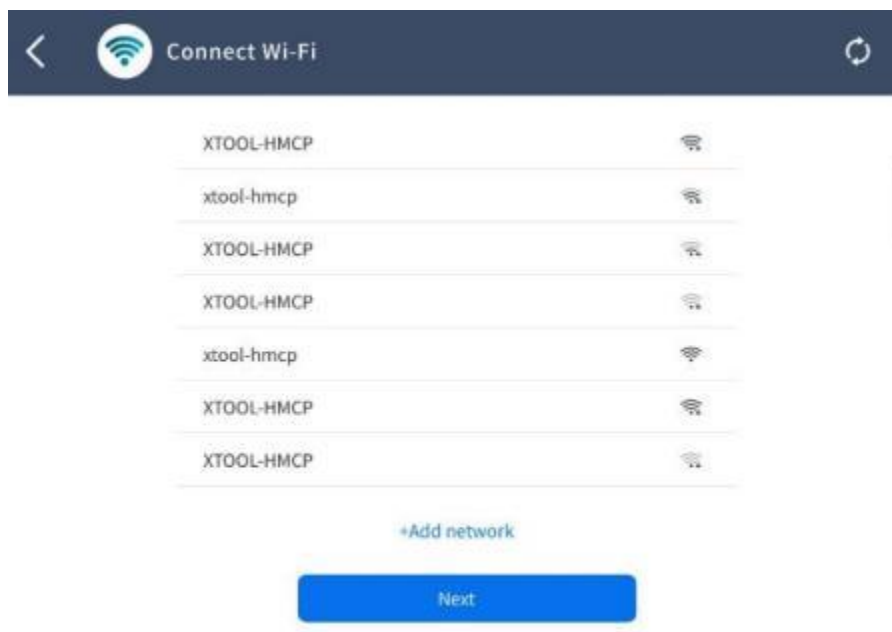 Connect Wi-Fi
XTOOL-HMCP
xtool-hmcp
XTOOL-HMCP
XTOOL-HMCP
xtool-hmcp
XTOOL-HMCP
XTOOL-HMCP
+Add network
Next